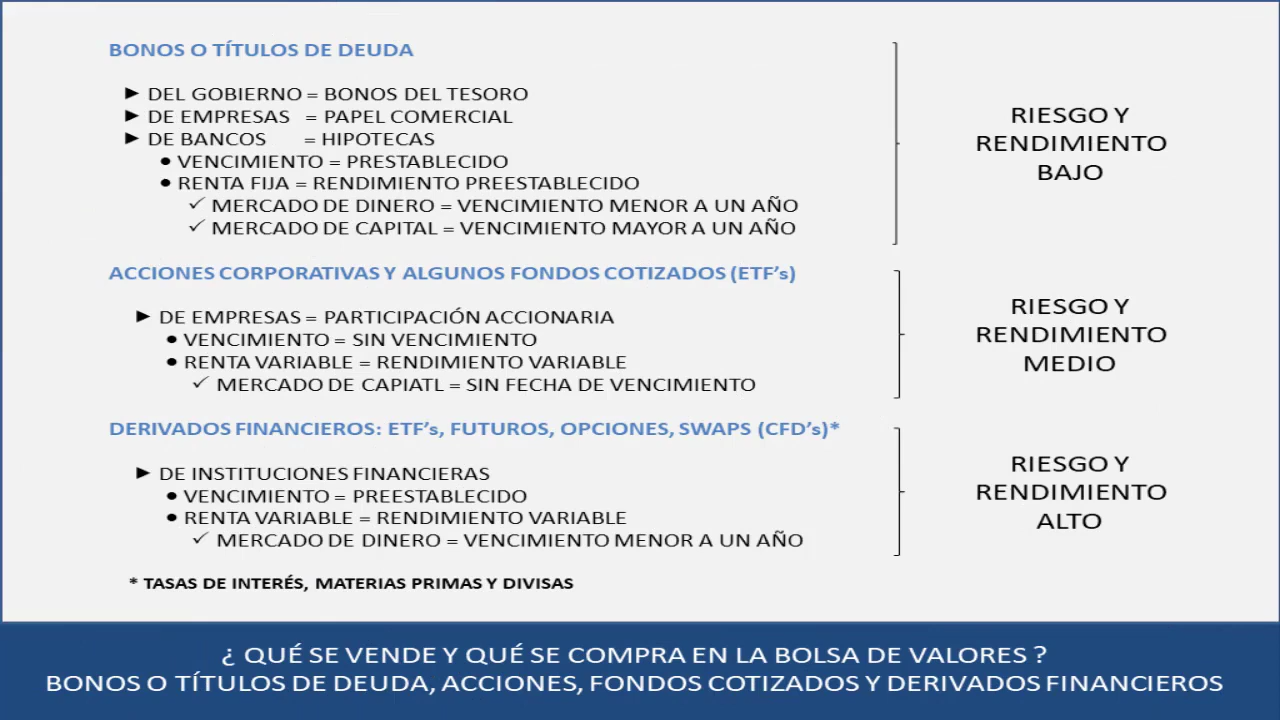 BONOS O TÍTULOS DE DEUDA
► DEL GOBIERNO = BONOS DEL TESORO
► DE EMPRESAS = PAPEL COMERCIAL
► DE BANCOS = HIPOTECAS
● VENCIMIENTO = PRESTABLECIDO
● RENTA FIJA = RENDIMIENTO PREESTABLECIDO
✓ MERCADO DE DINERO = VENCIMIENTO MENOR A UN AÑO
✓ MERCADO DE CAPITAL = VENCIMIENTO MAYOR A UN AÑO
RIESGO Y
RENDIMIENTO
BAJO
ACCIONES CORPORATIVAS Y ALGUNOS FONDOS COTIZADOS (ETF’s)
► DE EMPRESAS = PARTICIPACIÓN ACCIONARIA
● VENCIMIENTO = SIN VENCIMIENTO
● RENTA VARIABLE = RENDIMIENTO VARIABLE
✓ MERCADO DE CAPIATL = SIN FECHA DE VENCIMIENTO
RIESGO Y
RENDIMIENTO
MEDIO
DERIVADOS FINANCIEROS: ETF’s, FUTUROS, OPCIONES, SWAPS (CFD’s)*
► DE INSTITUCIONES FINANCIERAS
● VENCIMIENTO = PREESTABLECIDO
● RENTA VARIABLE = RENDIMIENTO VARIABLE
✓ MERCADO DE DINERO = VENCIMIENTO MENOR A UN AÑO
RIESGO Y
RENDIMIENTO
ALTO
* TASAS DE INTERÉS, MATERIAS PRIMAS Y DIVISAS
¿ QUÉ SE VENDE Y QUÉ SE COMPRA EN LA BOLSA DE VALORES ?
BONOS O TÍTULOS DE DEUDA, ACCIONES, FONDOS COTIZADOS Y DERIVADOS FINANCIEROS